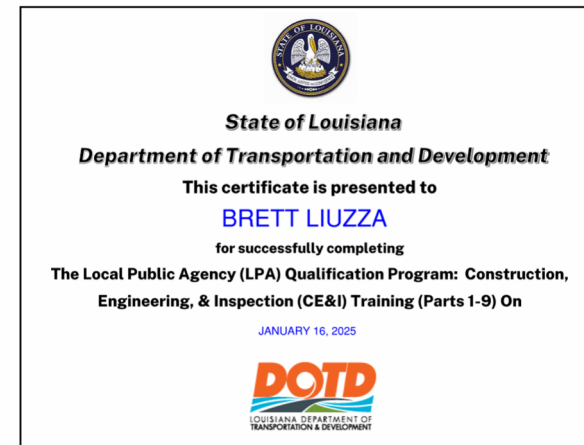 STATE OF LOUISIANA
State of Louisiana
Department of Transportation and Development
This certificate is presented to
BRETT LIUZZA
for successfully completing
The Local Public Agency (LPA) Qualification Program: Construction,
Engineering, & Inspection (CE&I) Training (Parts 1-9) On
JANUARY 16, 2025
DOTD
LOUISIANA DEPARTMENT OF
TRANSPORTATION & DEVELOPMENT